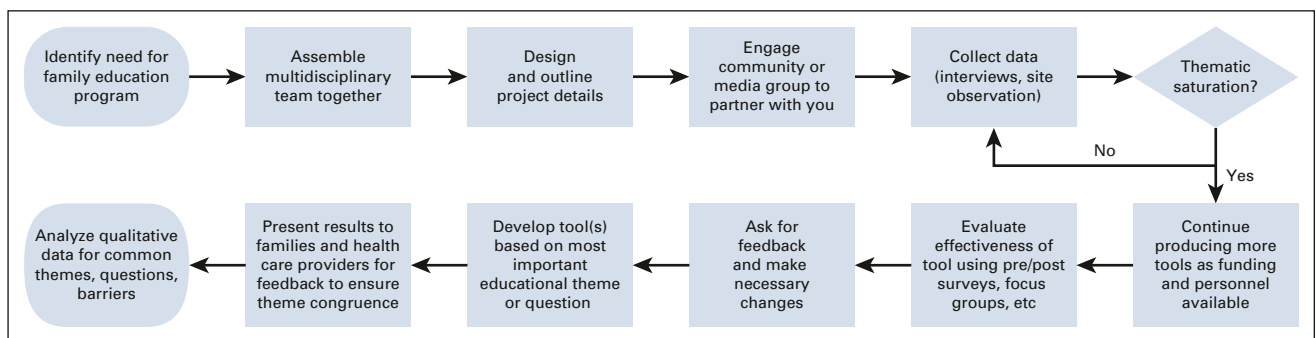 Identify need for
family education
program
Assemble
multidisciplinary
team together
Design
and outline
project details
Engage
community or
media group to
partner with you
Collect data
(interviews, site
observation)
Thematic
saturation?
No
Yes
Continue
producing more
tools as funding
and personnel
available
Evaluate
effectiveness of
tool using pre/post
surveys, focus
groups, etc
Ask for
feedback
and make
necessary
changes
Develop tool(s)
based on most
important
educational theme
or question
Present results to
families and health
care providers for
feedback to ensure
theme congruence
Analyze qualitative
data for common
themes, questions,
barriers